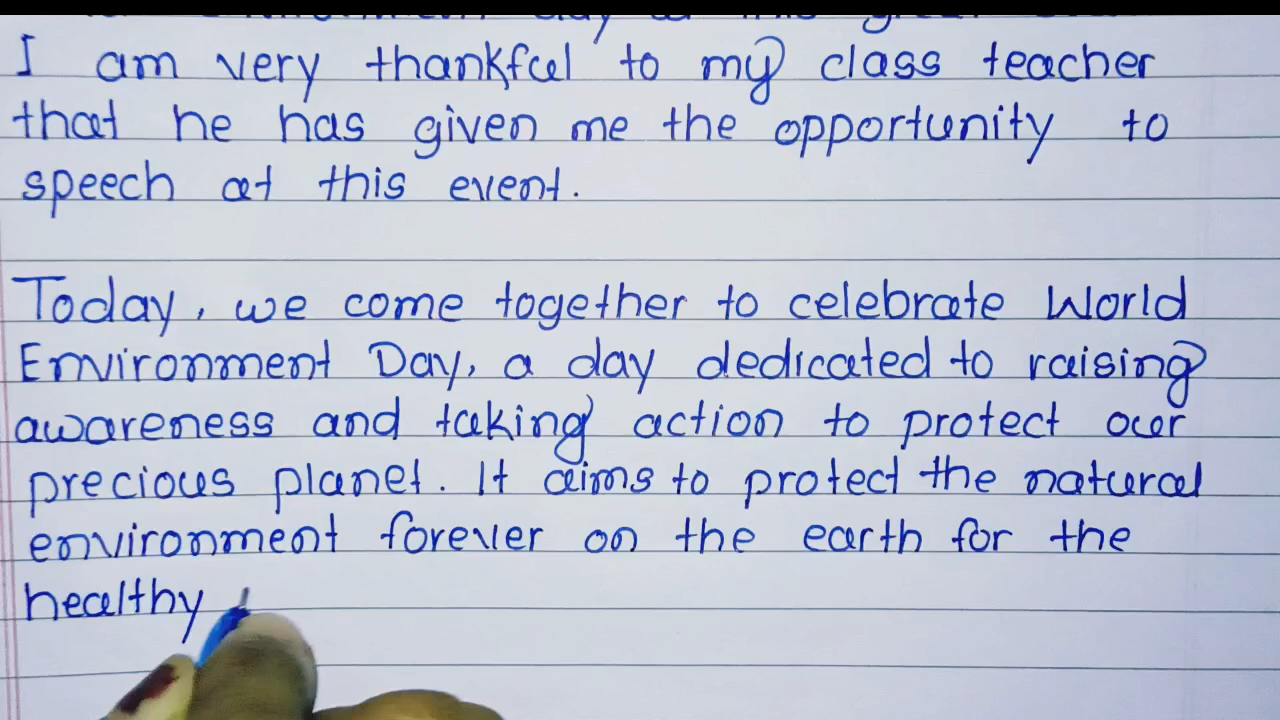 I am very thankful to my class teacher
that he has given me the opportunity to
speech at this event.
Today, we come together to celebrate World
Environment Day, a day dedicated to raising
awareness and taking action to protect our
precious planet. It aims to protect the natural
environment forever on the earth for the
healthy